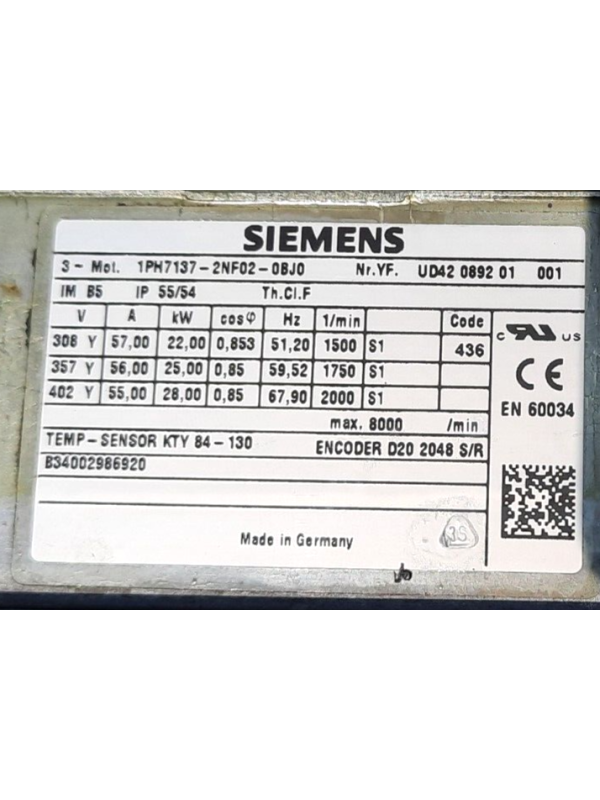 SIEMENS
3- Mot. 1PH7137-2NF02-0BJ0 Nr.YF. UD42 0892 01 001
IM B5 IP 55/54 Th.Cl.F
V A kW cosφ Hz 1/min Code
308 Y 57,00 22,00 0,853 51,20 1500 S1 436
357 Y 56,00 25,00 0,85 59,52 1750 S1
402 Y 55,00 28,00 0,85 67,90 2000 S1
c RU US
CE
EN 60034
max. 8000 /min
TEMP-SENSOR KTY 84-130 ENCODER D20 2048 S/R
B34002986920
Made in Germany